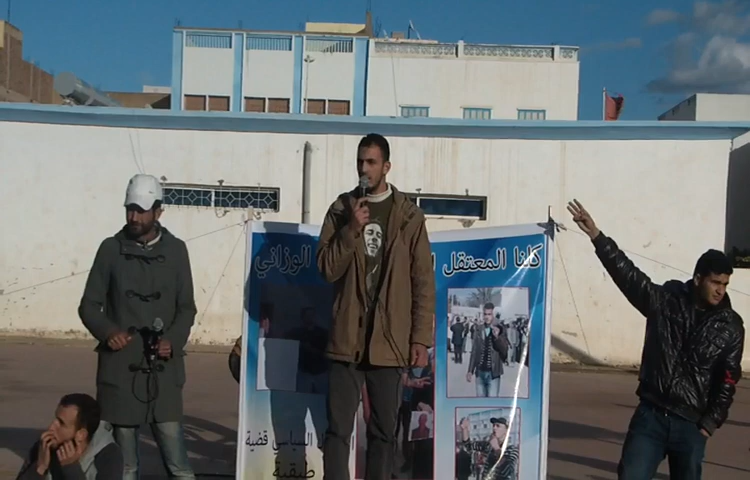 كلنا المعتقل الوزاني
السياسي قضية
طبقية